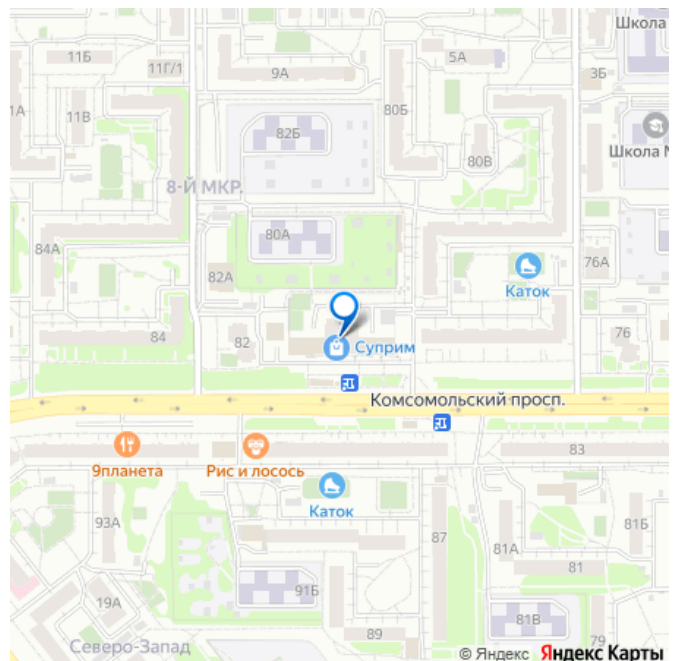 Школа
11Б
5А
11Г/1
9А
3Б
1А
11В
80Б
82Б
Школа №
80В
8-Й МКР.
80А
84А
76А
82А
Каток
84
82
Суприм
76
Комсомольский просп.
9планета
Рис и лосось
83
Каток
93А
87
81Б
81А
81
91Б
19А
81В
Северо-Запад
89
79
© Яндекс Яндекс Карты